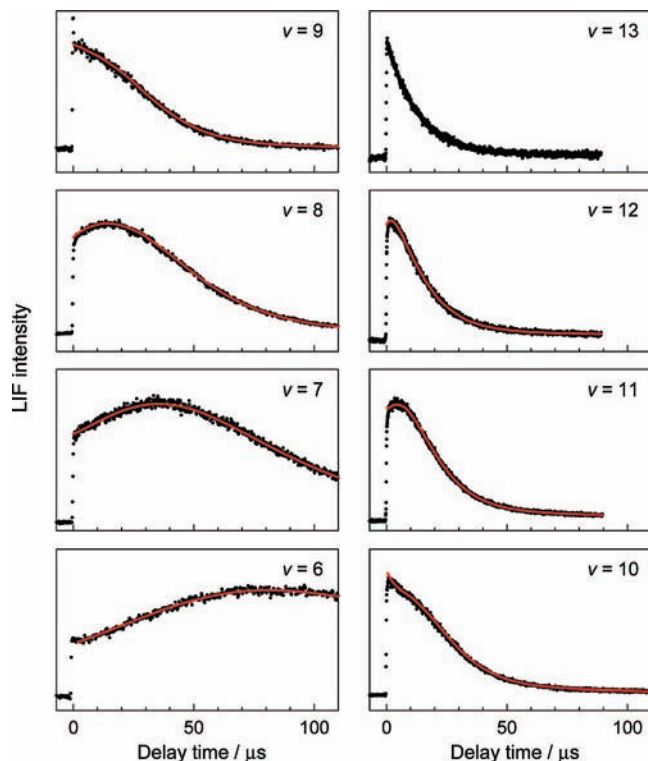 v = 9
v = 13
v = 8
v = 12
v = 7
v = 11
v = 6
v = 10
LIF intensity
0 50 100
0 50 100
Delay time / μs
Delay time / μs